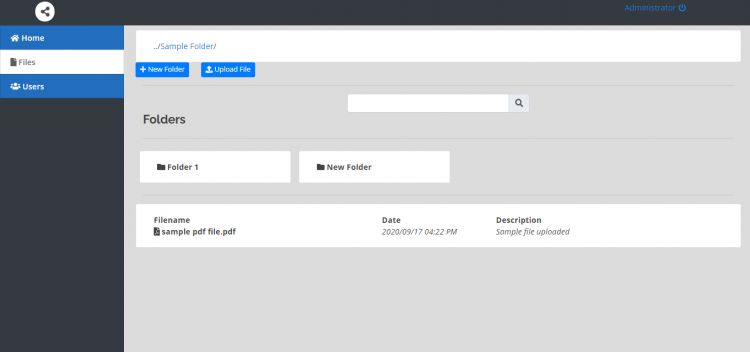 Administrator
Home
Files
Users
../Sample Folder/
New Folder Upload File
Folders
Folder 1 New Folder
Filename Date Description
sample pdf file.pdf 2020/09/17 04:22 PM Sample file uploaded